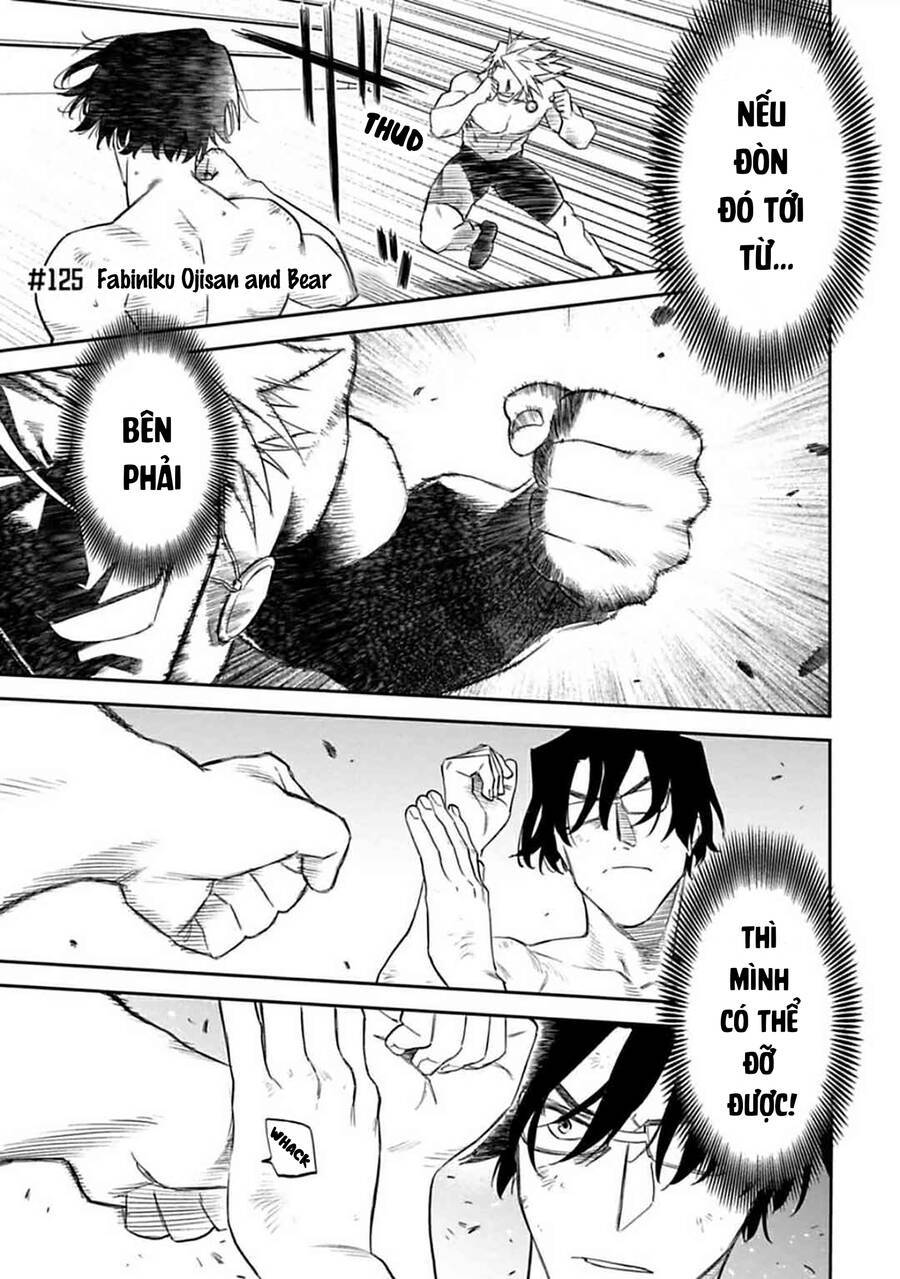 NẾU
ĐÒN
ĐÓ TỚI
TỪ...
THUD
#125 Fabiniku Ojisan and Bear
BÊN
PHẢI
THÌ
MÌNH
CÓ THỂ
ĐỠ
ĐƯỢC!
WHACK